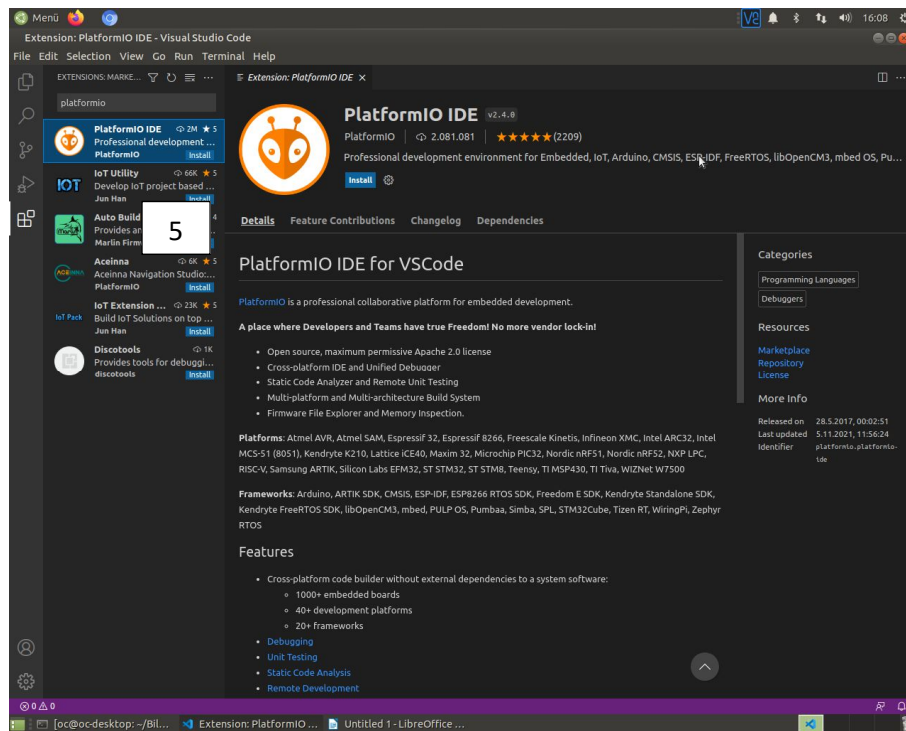 Menü
16:08
Extension: PlatformIO IDE - Visual Studio Code
File Edit Selection View Go Run Terminal Help
EXTENSIONS: MARKE...
platformio
PlatformIO IDE 2M ★ 5
Professional development ...
PlatformIO Install
IoT Utility 66K ★ 5
Develop IoT project based ...
Jun Han Install
Auto Build 4
Provides an
Marlin Firm
5
Aceinna 6K ★ 5
Aceinna Navigation Studio:...
PlatformIO Install
IoT Extension ... 23K ★ 5
Build IoT Solutions on top ...
Jun Han Install
Discotools 1K
Provides tools for debuggi...
discotools Install
IOT
ACEINNA
IoT Pack
Extension: PlatformIO IDE ×
PlatformIO IDE v2.4.0
PlatformIO | 2.081.081 | ★★★★★(2209)
Professional development environment for Embedded, IoT, Arduino, CMSIS, ESP-IDF, FreeRTOS, libOpenCM3, mbed OS, Pu...
Install
Details Feature Contributions Changelog Dependencies
PlatformIO IDE for VSCode
PlatformIO is a professional collaborative platform for embedded development.
A place where Developers and Teams have true Freedom! No more vendor lock-in!
• Open source, maximum permissive Apache 2.0 license
• Cross-platform IDE and Unified Debugger
• Static Code Analyzer and Remote Unit Testing
• Multi-platform and Multi-architecture Build System
• Firmware File Explorer and Memory Inspection.
Platforms: Atmel AVR, Atmel SAM, Espressif 32, Espressif 8266, Freescale Kinetis, Infineon XMC, Intel ARC32, Intel
MCS-51 (8051), Kendryte K210, Lattice iCE40, Maxim 32, Microchip PIC32, Nordic nRF51, Nordic nRF52, NXP LPC,
RISC-V, Samsung ARTIK, Silicon Labs EFM32, ST STM32, ST STM8, Teensy, TI MSP430, TI Tiva, WIZNet W7500
Frameworks: Arduino, ARTIK SDK, CMSIS, ESP-IDF, ESP8266 RTOS SDK, Freedom E SDK, Kendryte Standalone SDK,
Kendryte FreeRTOS SDK, libOpenCM3, mbed, PULP OS, Pumbaa, Simba, SPL, STM32Cube, Tizen RT, WiringPi, Zephyr
RTOS
Features
• Cross-platform code builder without external dependencies to a system software:
◦ 1000+ embedded boards
◦ 40+ development platforms
◦ 20+ frameworks
• Debugging
• Unit Testing
• Static Code Analysis
• Remote Development
Categories
Programming Languages
Debuggers
Resources
Marketplace
Repository
License
More Info
Released on 28.5.2017, 00:02:51
Last updated 5.11.2021, 11:56:24
Identifier platformio.platformio-
ide
0 0
[oc@oc-desktop: ~/Bil... Extension: PlatformIO ... Untitled 1 - LibreOffice ...